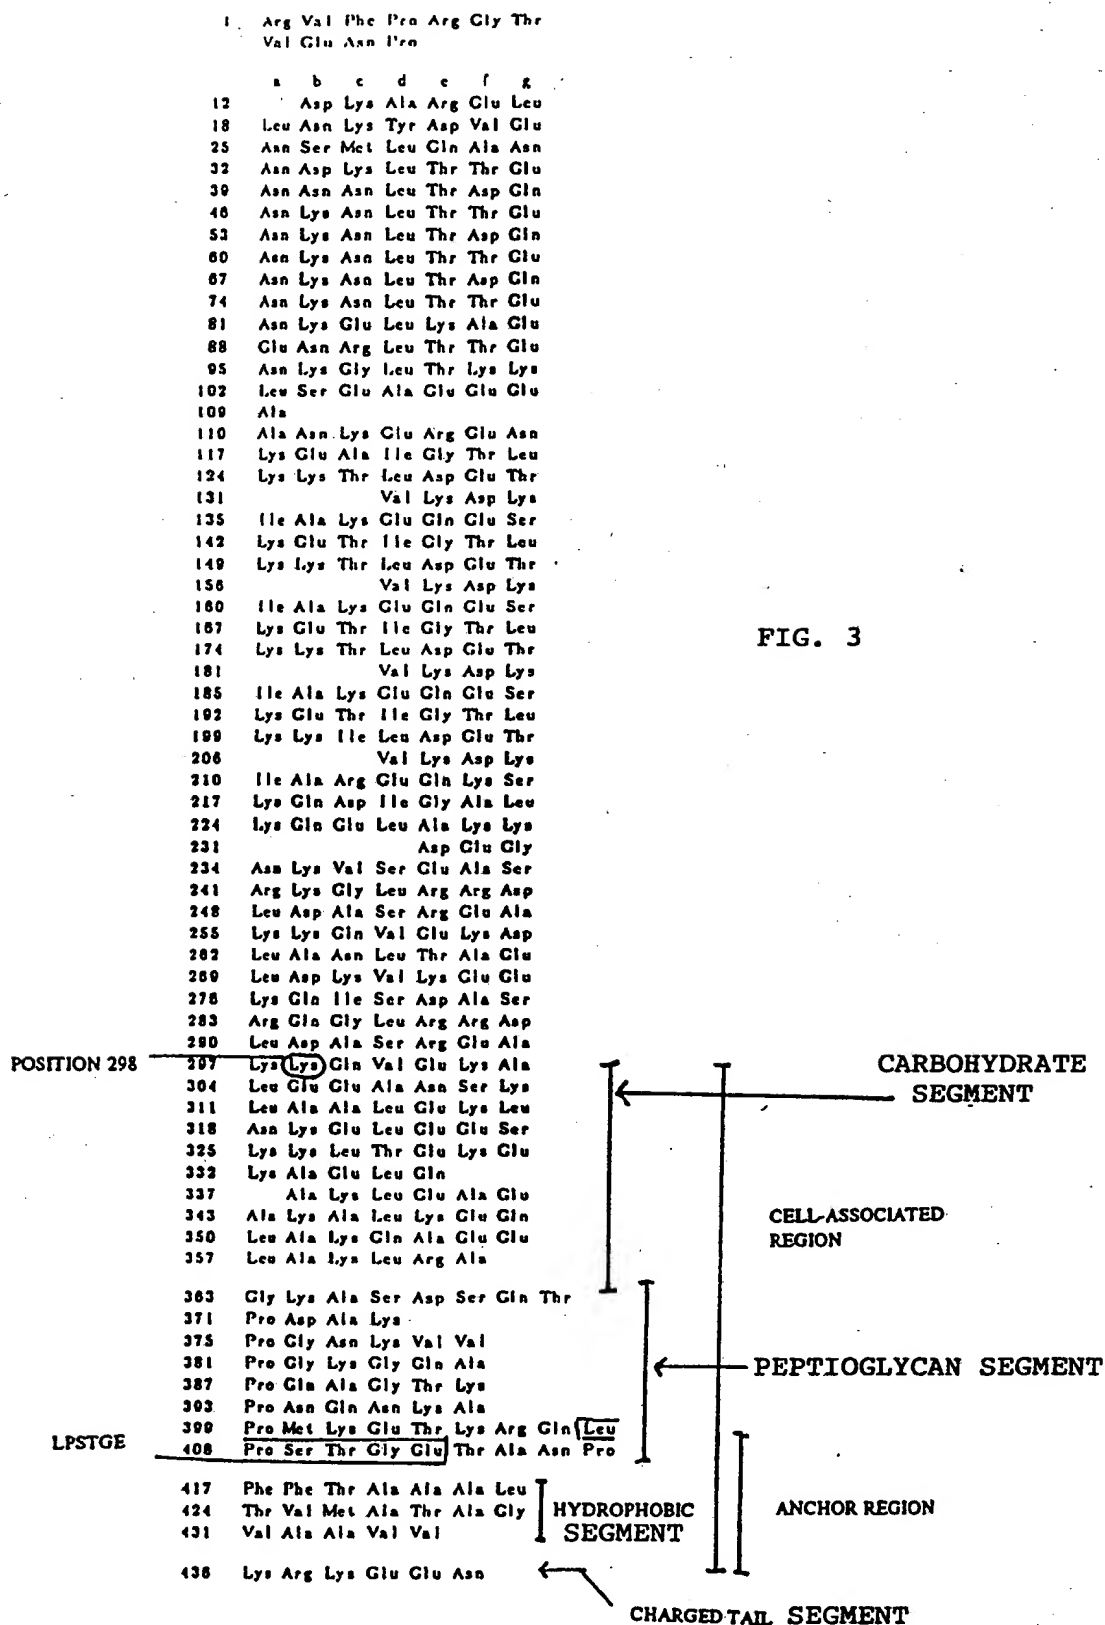 1 Arg Val Phe Pro Arg Gly Thr
Val Glu Asn Pro
a b c d e f g
12 Asp Lys Ala Arg Glu Leu
18 Leu Asn Lys Tyr Asp Val Glu
25 Asn Ser Met Leu Gln Ala Asn
32 Asn Asp Lys Leu Thr Thr Glu
39 Asn Asn Asn Leu Thr Asp Gln
46 Asn Lys Asn Leu Thr Thr Glu
53 Asn Lys Asn Leu Thr Asp Gln
60 Asn Lys Asn Leu Thr Thr Glu
67 Asn Lys Asn Leu Thr Asp Gln
74 Asn Lys Asn Leu Thr Thr Glu
81 Asn Lys Glu Leu Lys Ala Glu
88 Glu Asn Arg Leu Thr Thr Glu
95 Asn Lys Gly Leu Thr Lys Lys
102 Leu Ser Glu Ala Glu Glu Glu
109 Ala
110 Ala Asn Lys Glu Arg Glu Asn
117 Lys Glu Ala Ile Gly Thr Leu
124 Lys Lys Thr Leu Asp Glu Thr
131 Val Lys Asp Lys
135 Ile Ala Lys Glu Gln Glu Ser
142 Lys Glu Thr Ile Gly Thr Leu
149 Lys Lys Thr Leu Asp Glu Thr
156 Val Lys Asp Lys
160 Ile Ala Lys Glu Gln Glu Ser
167 Lys Glu Thr Ile Gly Thr Leu
174 Lys Lys Thr Leu Asp Glu Thr
181 Val Lys Asp Lys
185 Ile Ala Lys Glu Gln Glu Ser
192 Lys Glu Thr Ile Gly Thr Leu
199 Lys Lys Ile Leu Asp Glu Thr
206 Val Lys Asp Lys
210 Ile Ala Arg Glu Gln Lys Ser
217 Lys Gln Asp Ile Gly Ala Leu
224 Lys Gln Glu Leu Ala Lys Lys
231 Asp Glu Gly
234 Asn Lys Val Ser Glu Ala Ser
241 Arg Lys Gly Leu Arg Arg Asp
248 Leu Asp Ala Ser Arg Glu Ala
255 Lys Lys Gln Val Glu Lys Asp
262 Leu Ala Asn Leu Thr Ala Glu
269 Leu Asp Lys Val Lys Glu Glu
276 Lys Gln Ile Ser Asp Ala Ser
283 Arg Gln Gly Leu Arg Arg Asp
290 Leu Asp Ala Ser Arg Glu Ala
POSITION 298
297 Lys Lys Gln Val Glu Lys Ala
CARBOHYDRATE
SEGMENT
304 Leu Glu Glu Ala Asn Ser Lys
311 Leu Ala Ala Leu Glu Lys Leu
318 Asn Lys Glu Leu Glu Glu Ser
325 Lys Lys Leu Thr Glu Lys Glu
332 Lys Ala Glu Leu Gln
337 Ala Lys Leu Glu Ala Glu
343 Ala Lys Ala Leu Lys Glu Gln
350 Leu Ala Lys Gln Ala Glu Glu
357 Leu Ala Lys Leu Arg Ala
CELL-ASSOCIATED
REGION
363 Gly Lys Ala Ser Asp Ser Gln Thr
371 Pro Asp Ala Lys
375 Pro Gly Asn Lys Val Val
381 Pro Gly Lys Gly Gln Ala
387 Pro Gln Ala Gly Thr Lys
393 Pro Asn Gln Asn Lys Ala
399 Pro Met Lys Glu Thr Lys Arg Gln Leu
PEPTIOGLYCAN SEGMENT
LPSTGE
408 Pro Ser Thr Gly Glu Thr Ala Asn Pro
417 Phe Phe Thr Ala Ala Ala Leu
424 Thr Val Met Ala Thr Ala Gly
431 Val Ala Ala Val Val
HYDROPHOBIC
SEGMENT
ANCHOR REGION
436 Lys Arg Lys Glu Glu Asn
CHARGED TAIL SEGMENT
FIG. 3